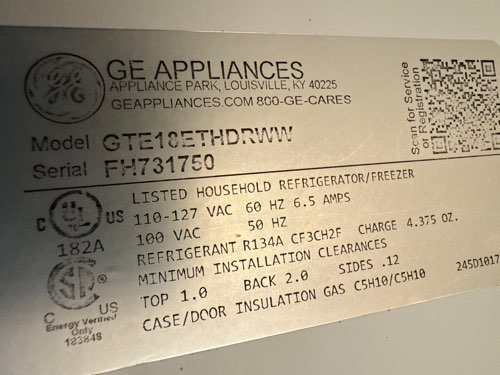 GE APPLIANCES
APPLIANCE PARK, LOUISVILLE, KY 40225
GEAPPLIANCES.COM 800-GE-CARES
Scan for Service
or Registration
Model GTE18ETHDRWW
Serial FH731750
C UL US
182A
LISTED HOUSEHOLD REFRIGERATOR/FREEZER
110-127 VAC 60 HZ 6.5 AMPS
100 VAC 50 HZ
REFRIGERANT R134A CF3CH2F CHARGE 4.375 OZ.
MINIMUM INSTALLATION CLEARANCES
TOP 1.0 BACK 2.0 SIDES .12
CASE/DOOR INSULATION GAS C5H10/C5H10
245D1017
®
C US
Energy Verified
Only
183848